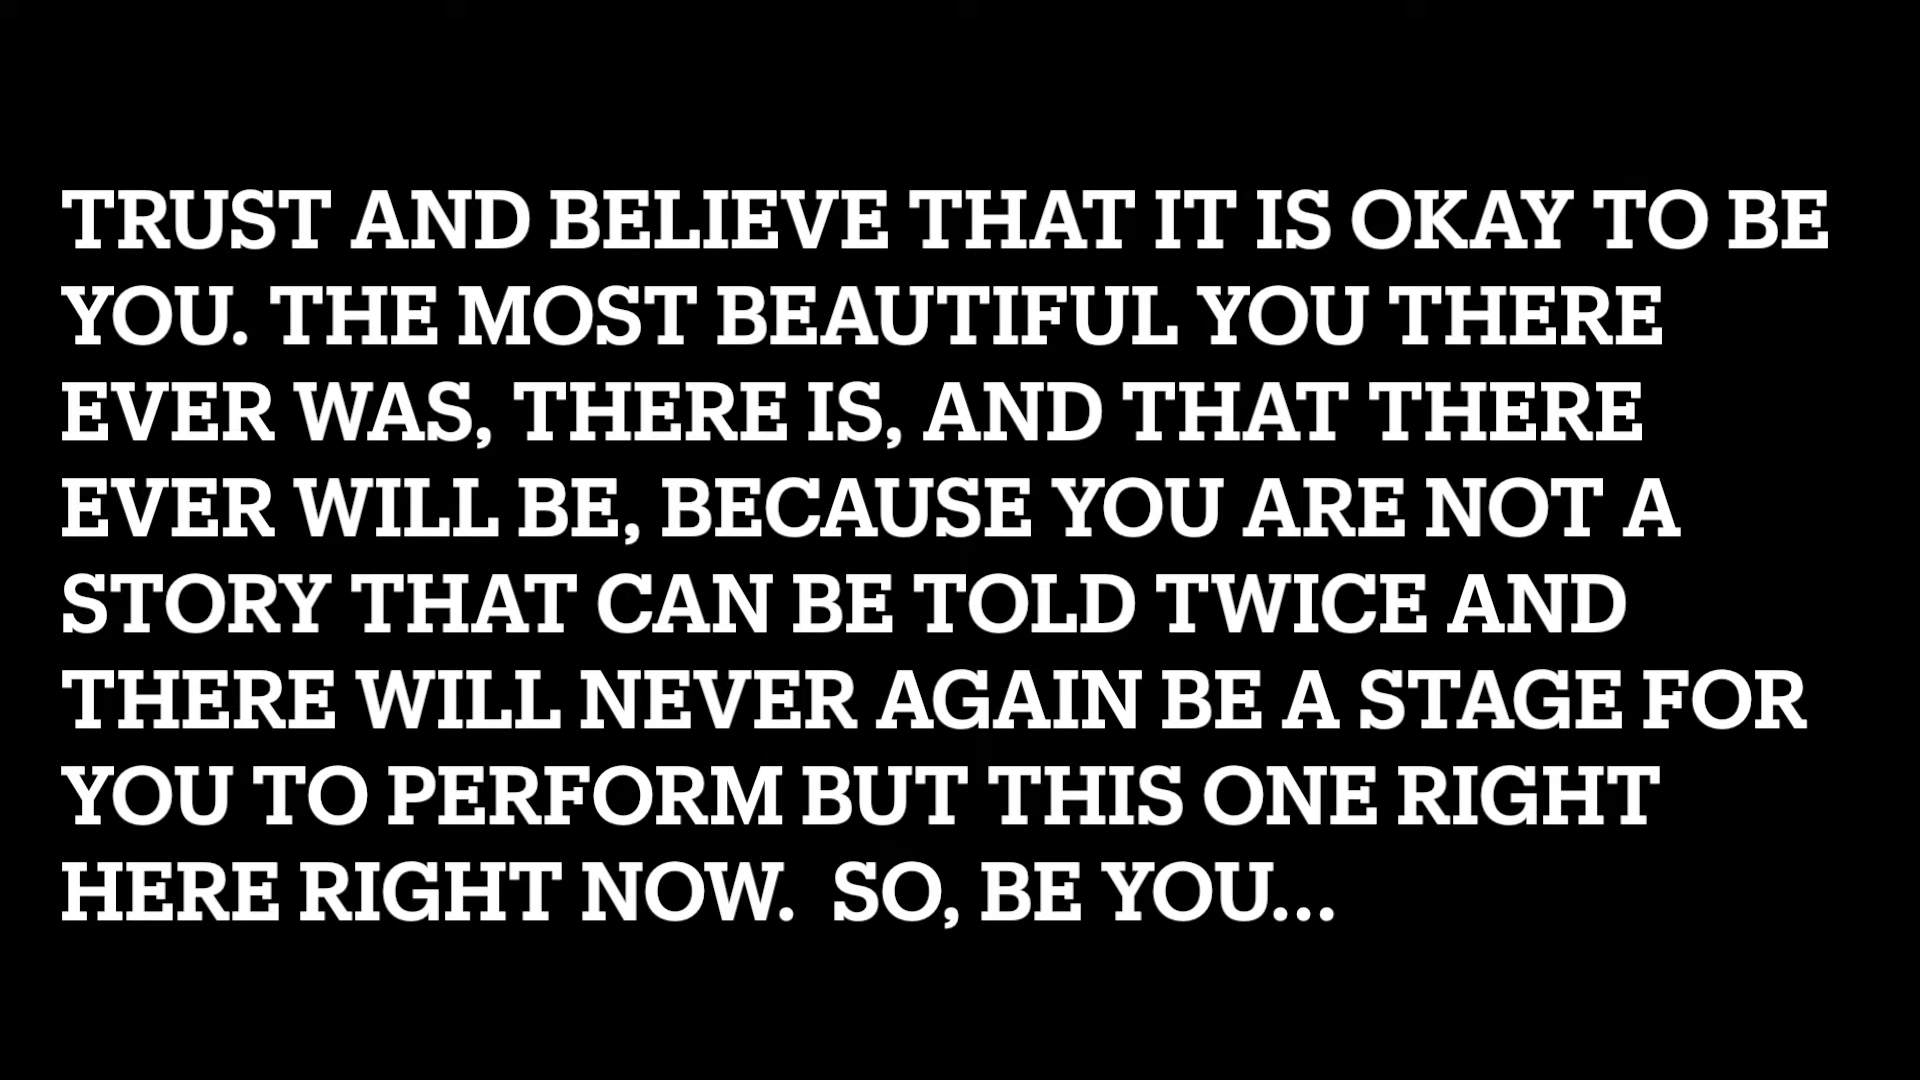 TRUST AND BELIEVE THAT IT IS OKAY TO BE
YOU. THE MOST BEAUTIFUL YOU THERE
EVER WAS, THERE IS, AND THAT THERE
EVER WILL BE, BECAUSE YOU ARE NOT A
STORY THAT CAN BE TOLD TWICE AND
THERE WILL NEVER AGAIN BE A STAGE FOR
YOU TO PERFORM BUT THIS ONE RIGHT
HERE RIGHT NOW.  SO, BE YOU...